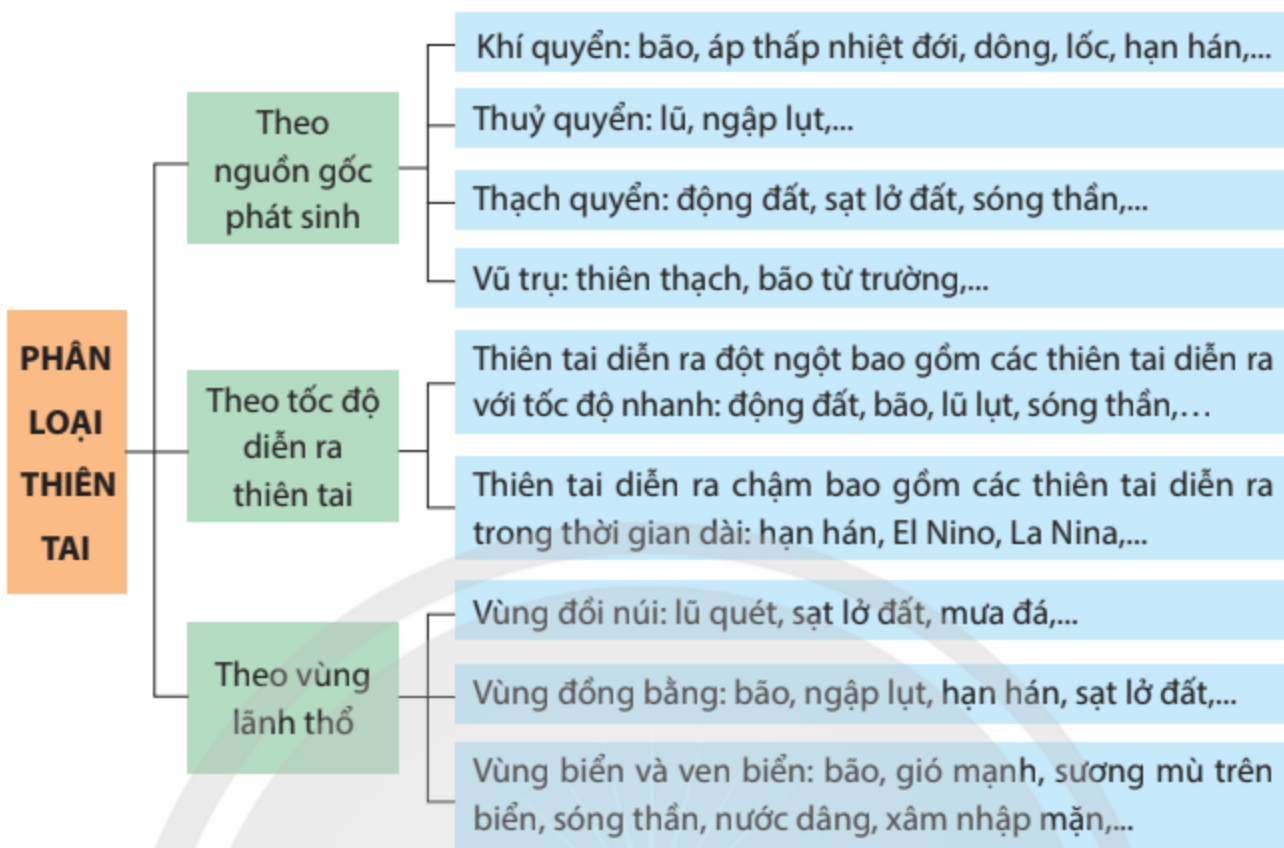 PHÂN
LOẠI
THIÊN
TAI
Theo
nguồn gốc
phát sinh
Khí quyển: bão, áp thấp nhiệt đới, dông, lốc, hạn hán,...
Thuỷ quyển: lũ, ngập lụt,...
Thạch quyển: động đất, sạt lở đất, sóng thần,...
Vũ trụ: thiên thạch, bão từ trường,...
Theo tốc độ
diễn ra
thiên tai
Thiên tai diễn ra đột ngột bao gồm các thiên tai diễn ra
với tốc độ nhanh: động đất, bão, lũ lụt, sóng thần,...
Thiên tai diễn ra chậm bao gồm các thiên tai diễn ra
trong thời gian dài: hạn hán, El Nino, La Nina,...
Theo vùng
lãnh thổ
Vùng đồi núi: lũ quét, sạt lở đất, mưa đá,...
Vùng đồng bằng: bão, ngập lụt, hạn hán, sạt lở đất,...
Vùng biển và ven biển: bão, gió mạnh, sương mù trên
biển, sóng thần, nước dâng, xâm nhập mặn,...